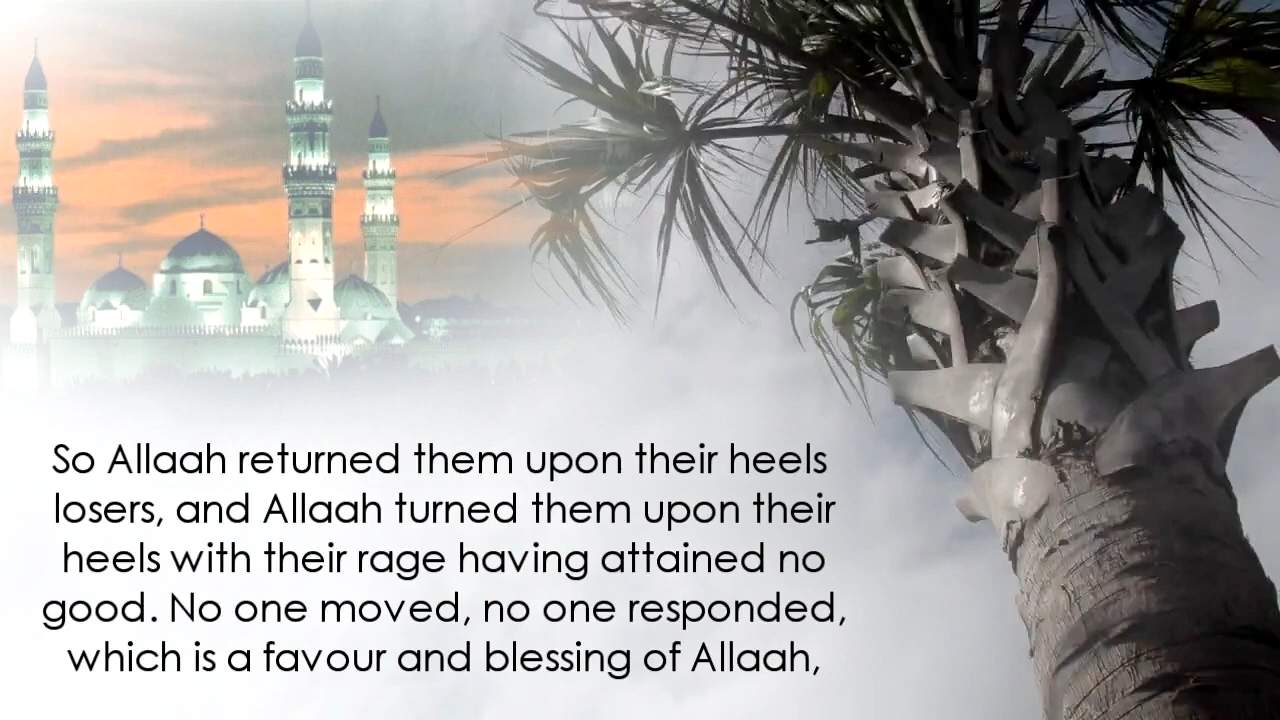 So Allaah returned them upon their heels
losers, and Allaah turned them upon their
heels with their rage having attained no
good. No one moved, no one responded,
which is a favour and blessing of Allaah,